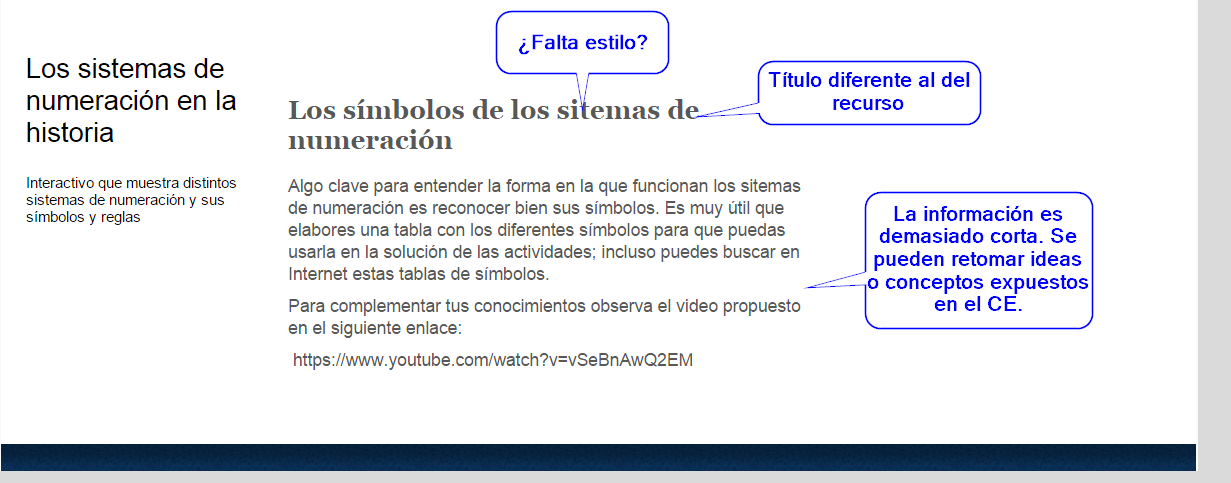 ¿Falta estilo?
Título diferente al del
recurso
Los sistemas de
numeración en la
historia
Interactivo que muestra distintos
sistemas de numeración y sus
símbolos y reglas
Los símbolos de los sitemas de
numeración
Algo clave para entender la forma en la que funcionan los sitemas
de numeración es reconocer bien sus símbolos. Es muy útil que
elabores una tabla con los diferentes símbolos para que puedas
usarla en la solución de las actividades; incluso puedes buscar en
Internet estas tablas de símbolos.
Para complementar tus conocimientos observa el video propuesto
en el siguiente enlace:
https://www.youtube.com/watch?v=vSeBnAwQ2EM
La información es
demasiado corta. Se
pueden retomar ideas
o conceptos expuestos
en el CE.